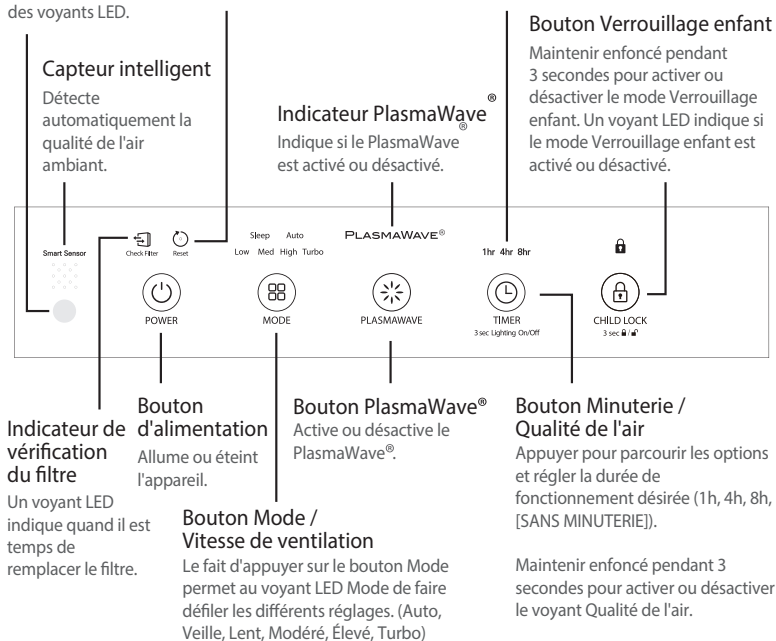 des voyants LED.
Capteur intelligent
Détecte
automatiquement la
qualité de l'air
ambiant.
Indicateur PlasmaWave®
®
Indique si le PlasmaWave
est activé ou désactivé.
Bouton Verrouillage enfant
Maintenir enfoncé pendant
3 secondes pour activer ou
désactiver le mode Verrouillage
enfant. Un voyant LED indique si
le mode Verrouillage enfant est
activé ou désactivé.
Smart Sensor
Check Filter
Reset
Sleep Auto
Low Med High Turbo
PLASMAWAVE®
1hr 4hr 8hr
POWER
MODE
PLASMAWAVE
TIMER
3 sec Lighting On/Off
CHILD LOCK
3 sec /
Indicateur de
vérification
du filtre
Un voyant LED
indique quand il est
temps de
remplacer le filtre.
Bouton
d'alimentation
Allume ou éteint
l'appareil.
Bouton Mode /
Vitesse de ventilation
Le fait d'appuyer sur le bouton Mode
permet au voyant LED Mode de faire
défiler les différents réglages. (Auto,
Veille, Lent, Modéré, Élevé, Turbo)
Bouton PlasmaWave®
Active ou désactive le
PlasmaWave®.
Bouton Minuterie /
Qualité de l'air
Appuyer pour parcourir les options
et régler la durée de
fonctionnement désirée (1h, 4h, 8h,
[SANS MINUTERIE]).
Maintenir enfoncé pendant 3
secondes pour activer ou désactiver
le voyant Qualité de l'air.